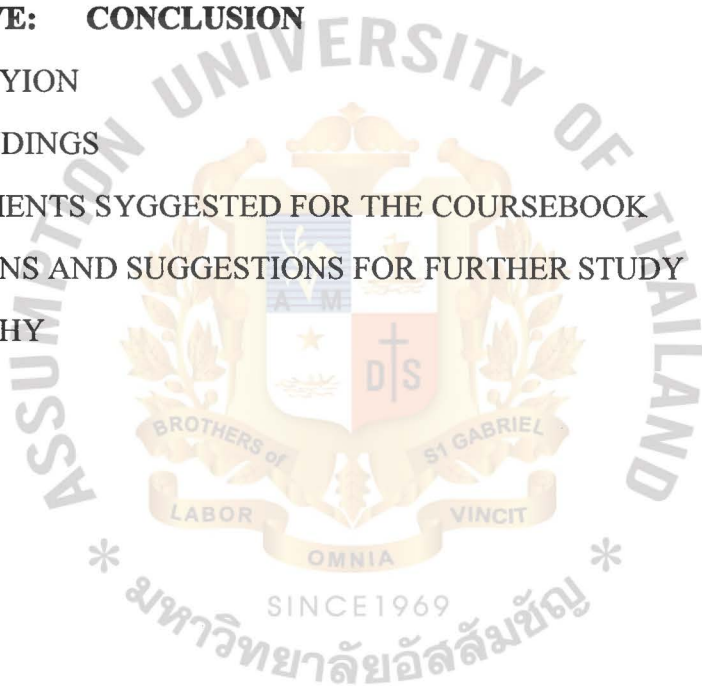 VE: CONCLUSION
YION
DINGS
IENTS SYGGESTED FOR THE COURSEBOOK
NS AND SUGGESTIONS FOR FURTHER STUDY
HY
ASSUMPTION UNIVERSITY OF THAILAND
A M
D S
BROTHERS of
ST GABRIEL
LABOR
VINCIT
OMNIA
SINCE1969
* มหาวิทยาลัยอัสสัมชัญ *